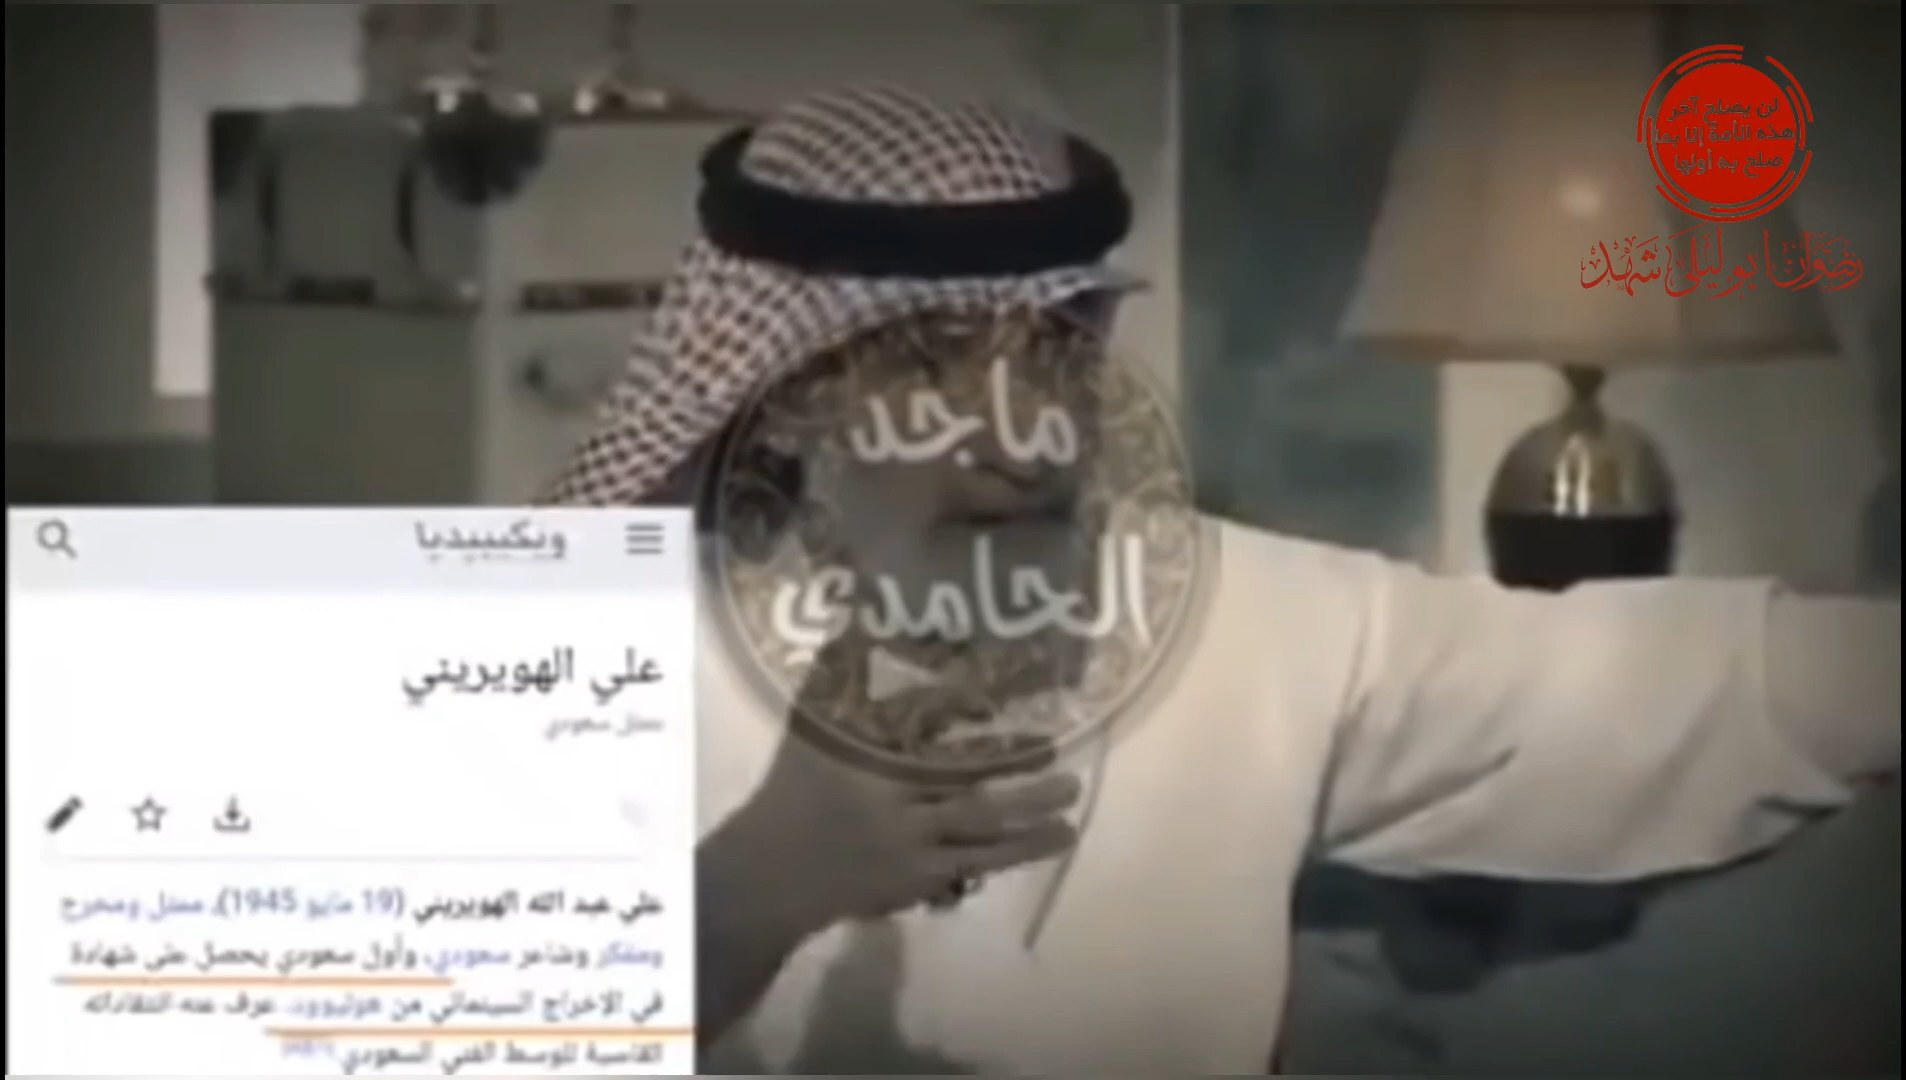 لن يصلح آخر
هذه الأمة إلا بما
صلح به أولها
رضوان ابو ليلى شهد
ماجد
الحامدي
ويكيبيديا
علي الهويريني
ممثل سعودي
علي عبد الله الهويريني (19 مايو 1945)، ممثل ومخرج
ومفكر وشاعر سعودي، وأول سعودي يحصل على شهادة
في الاخراج السينمائي من هوليوود. عرف عنه انتقاداته
القاسية للوسط الفني السعودي